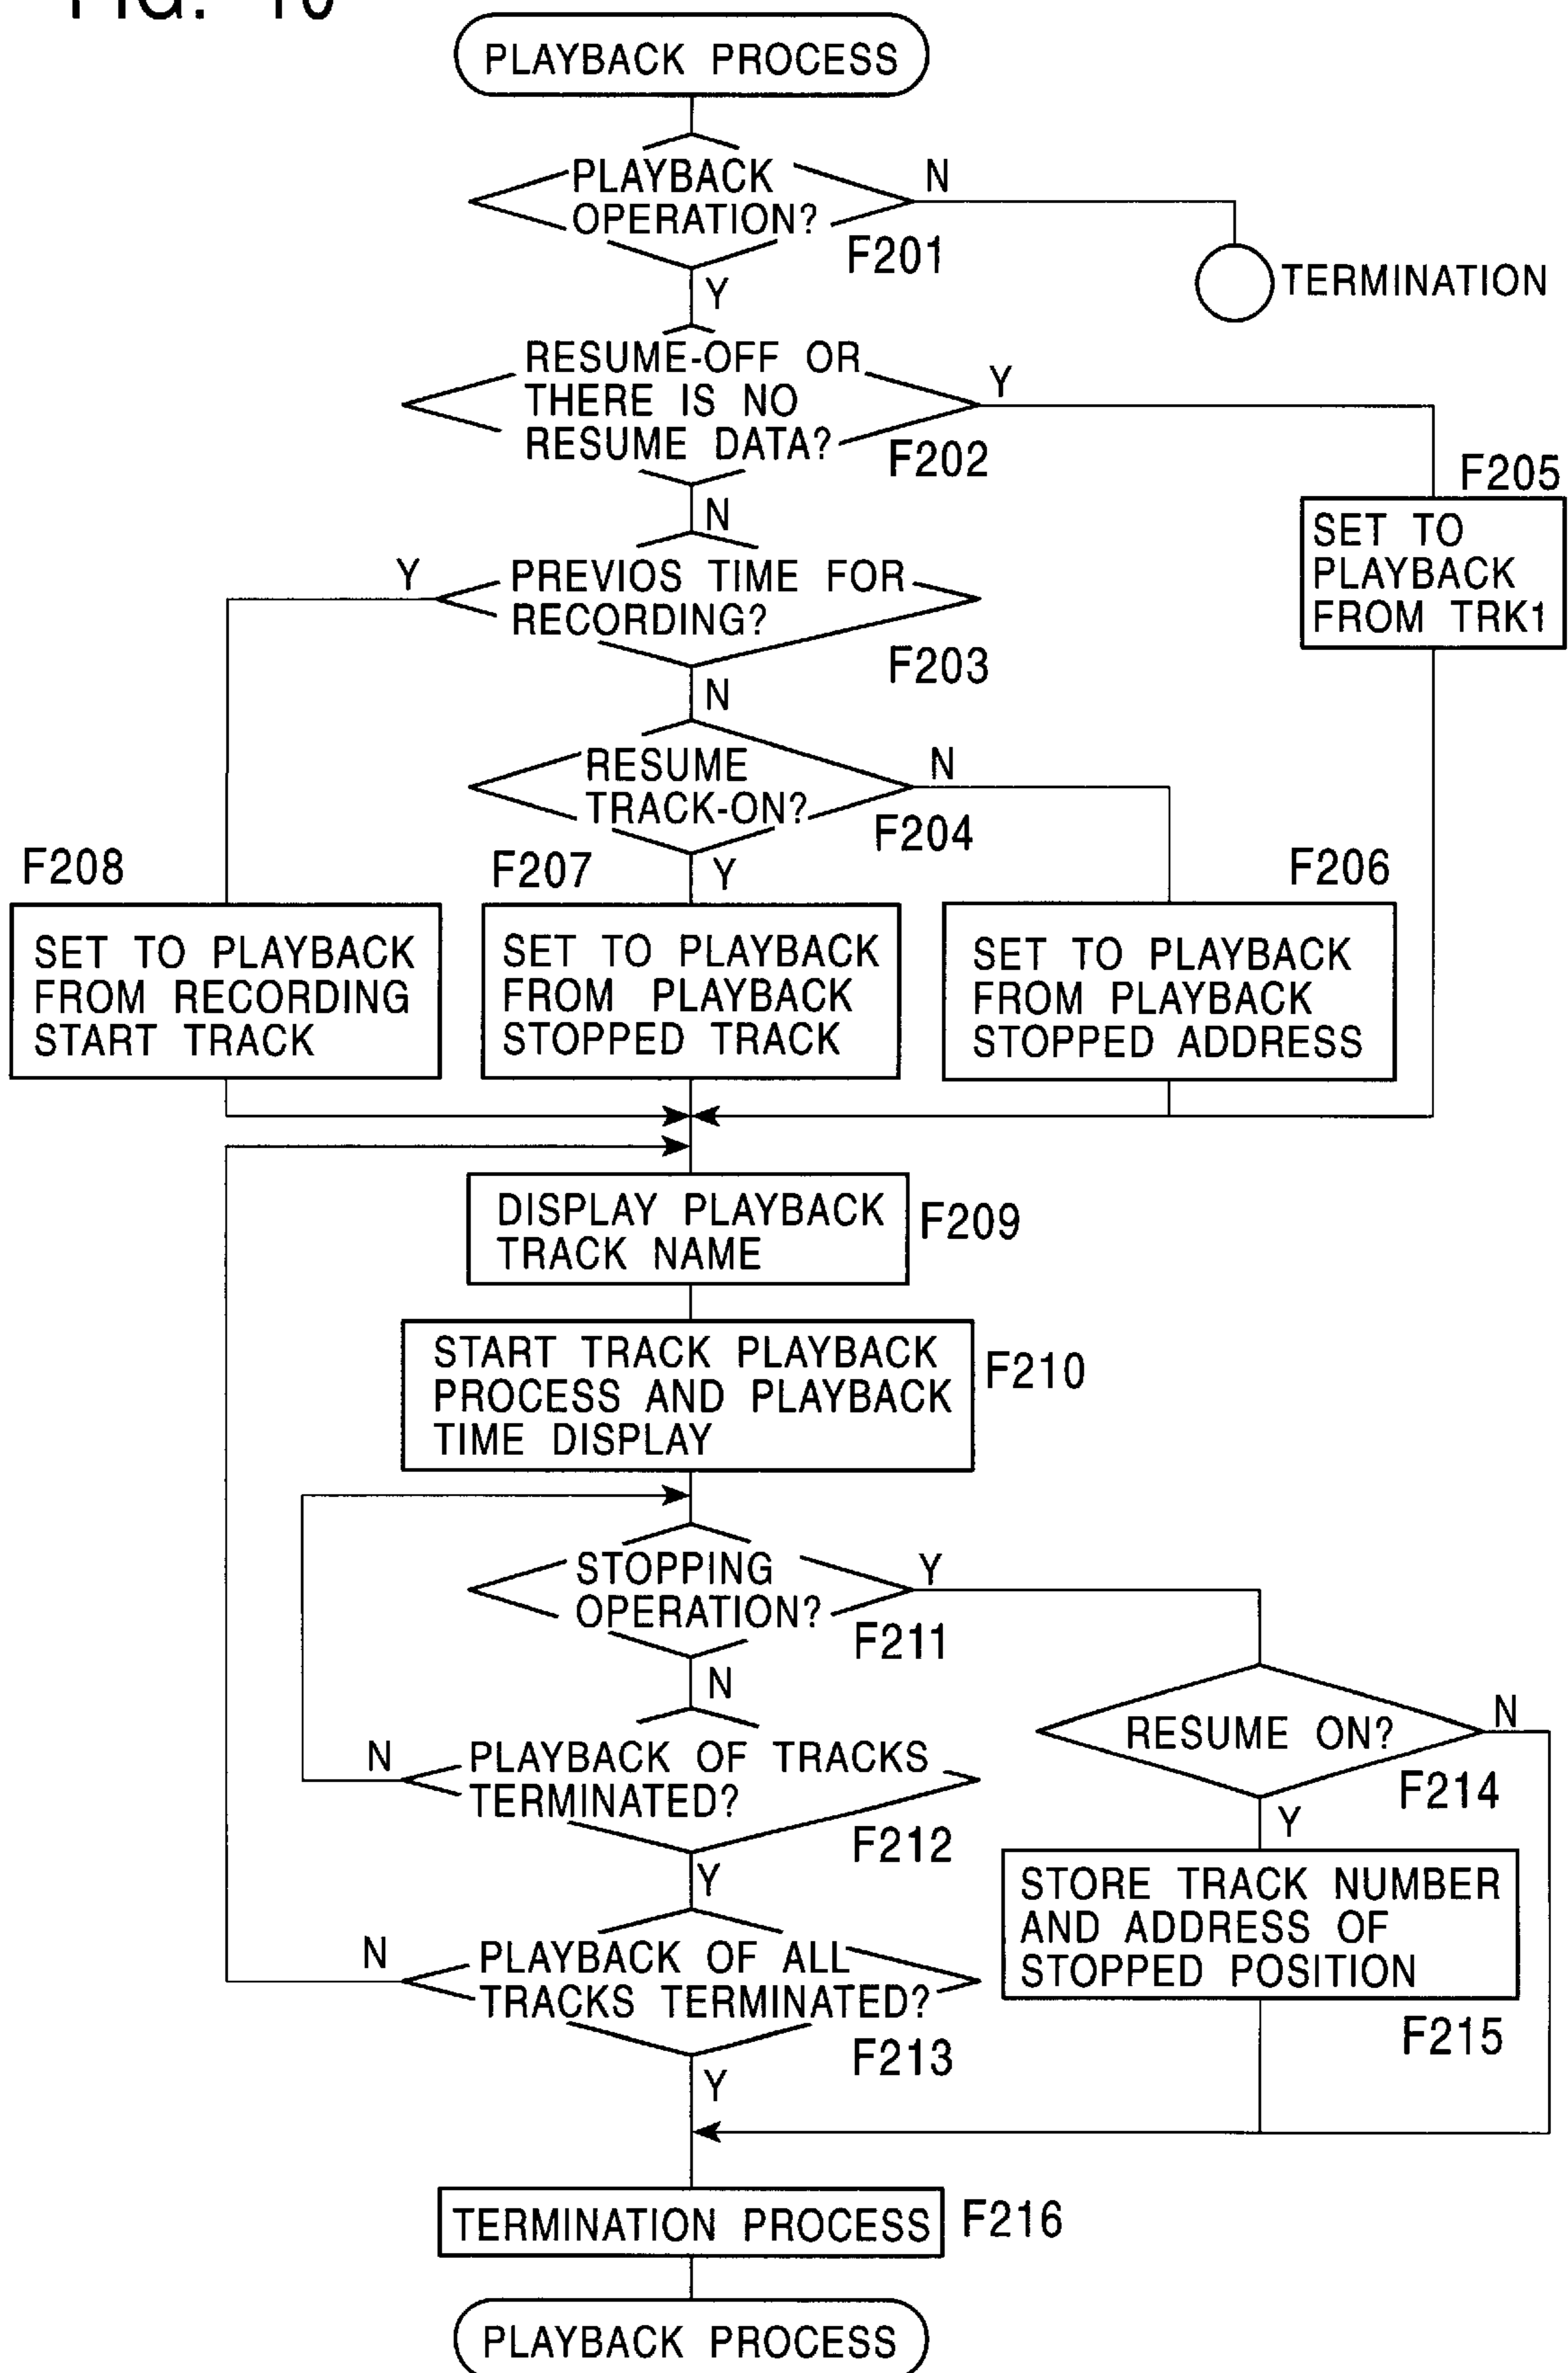 FIG. 10
PLAYBACK PROCESS
PLAYBACK
OPERATION?
N
F201
TERMINATION
Y
RESUME-OFF OR
THERE IS NO
RESUME DATA?
Y
F202
F205
SET TO
PLAYBACK
FROM TRK1
N
PREVIOS TIME FOR
RECORDING?
Y
F203
N
RESUME
TRACK-ON?
N
F204
F208
F207
Y
F206
SET TO PLAYBACK
FROM RECORDING
START TRACK
SET TO PLAYBACK
FROM PLAYBACK
STOPPED TRACK
SET TO PLAYBACK
FROM PLAYBACK
STOPPED ADDRESS
DISPLAY PLAYBACK
TRACK NAME
F209
START TRACK PLAYBACK
PROCESS AND PLAYBACK
TIME DISPLAY
F210
STOPPING
OPERATION?
Y
F211
N
RESUME ON?
N
F214
Y
PLAYBACK OF TRACKS
TERMINATED?
N
F212
Y
STORE TRACK NUMBER
AND ADDRESS OF
STOPPED POSITION
F215
PLAYBACK OF ALL
TRACKS TERMINATED?
N
F213
Y
TERMINATION PROCESS
F216
PLAYBACK PROCESS